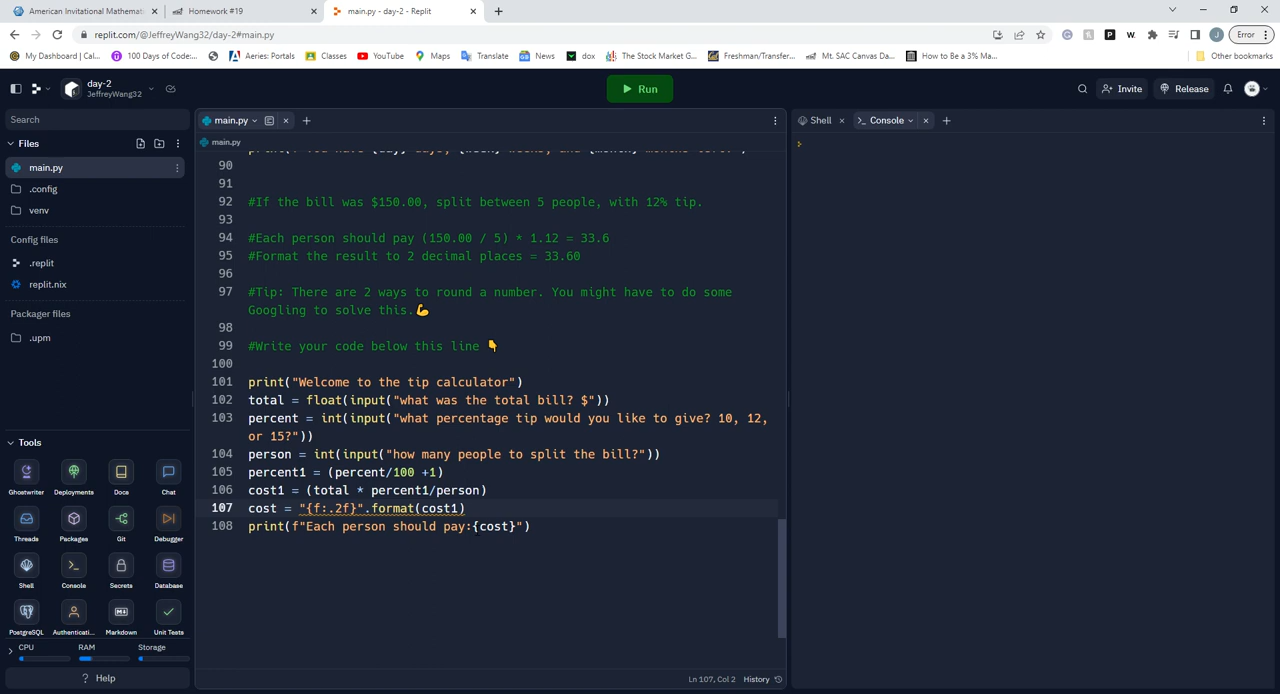 American Invitational Mathemati
Homework #19
main.py - day-2 - Replit
replit.com/@JeffreyWang32/day-2#main.py
Error
My Dashboard | Cal...
100 Days of Code:...
Aeries: Portals
Classes
YouTube
Maps
Translate
News
dox
The Stock Market G...
Freshman/Transfer...
Mt. SAC Canvas Da...
How to Be a 3% Ma...
Other bookmarks
day-2
JeffreyWang32
Run
Invite
Release
Search
Files
main.py
.config
venv
Config files
.replit
replit.nix
Packager files
.upm
Tools
Ghostwriter
Deployments
Docs
Chat
Threads
Packages
Git
Debugger
Shell
Console
Secrets
Database
PostgreSQL
Authenticati...
Markdown
Unit Tests
CPU
RAM
Storage
? Help
main.py
main.py
90
91
92 #If the bill was $150.00, split between 5 people, with 12% tip.
93
94 #Each person should pay (150.00 / 5) * 1.12 = 33.6
95 #Format the result to 2 decimal places = 33.60
96
97 #Tip: There are 2 ways to round a number. You might have to do some
Googling to solve this.💪
98
99 #Write your code below this line 👇
100
101 print("Welcome to the tip calculator")
102 total = float(input("what was the total bill? $"))
103 percent = int(input("what percentage tip would you like to give? 10, 12,
or 15?"))
104 person = int(input("how many people to split the bill?"))
105 percent1 = (percent/100 +1)
106 cost1 = (total * percent1/person)
107 cost = "{f:.2f}".format(cost1)
108 print(f"Each person should pay:{cost}")
Ln 107, Col 2
History
Shell
Console